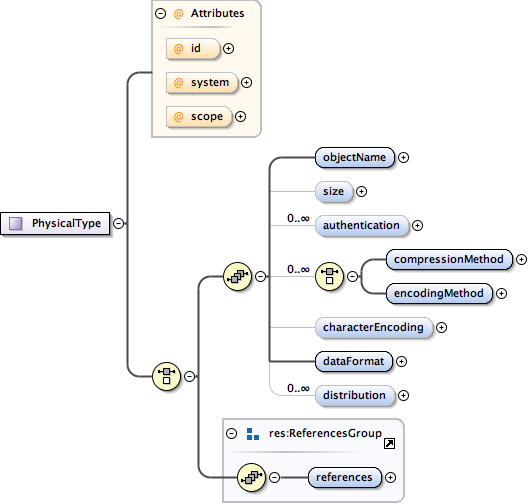 Attributes
@ id
@ system
@ scope
PhysicalType
objectName
size
0..∞
authentication
0..∞
compressionMethod
encodingMethod
characterEncoding
dataFormat
0..∞
distribution
res:ReferencesGroup
references